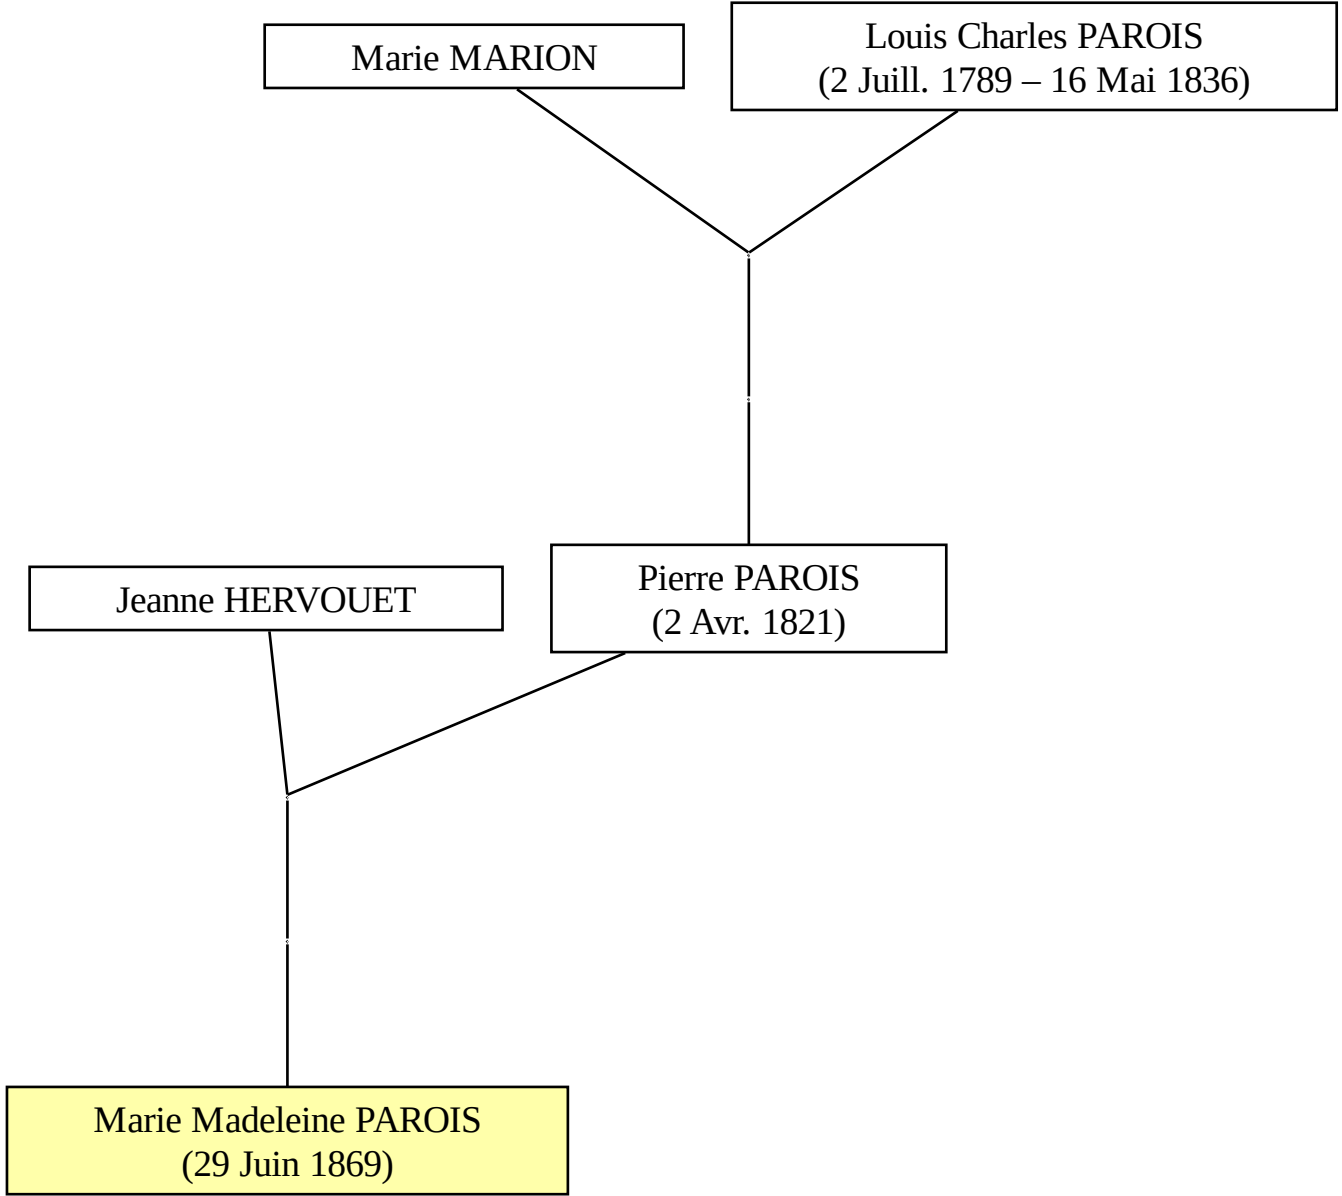 Marie MARION
Louis Charles PAROIS
(2 Juill. 1789 – 16 Mai 1836)
Jeanne HERVOUET
Pierre PAROIS
(2 Avr. 1821)
Marie Madeleine PAROIS
(29 Juin 1869)